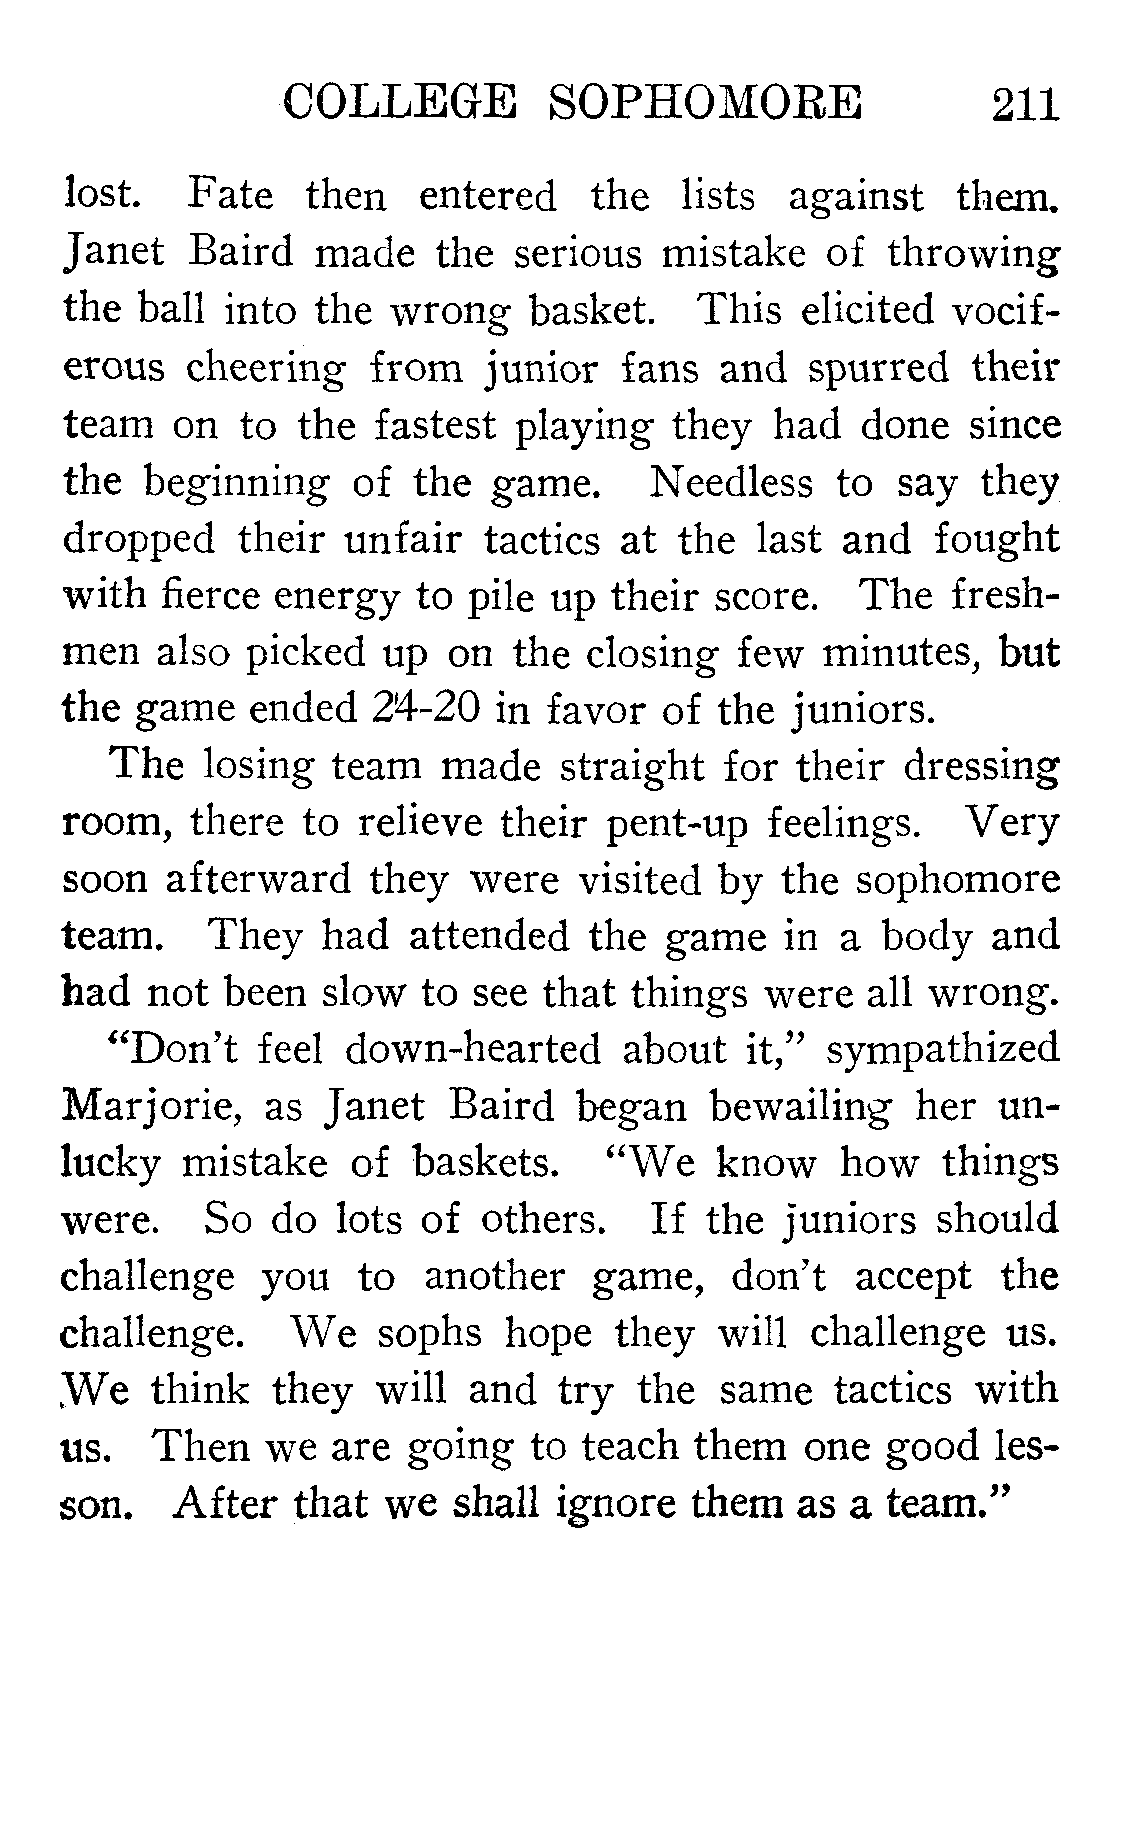 COLLEGE SOPHOMORE 211
lost. Fate then entered the lists against them.
Janet Baird made the serious mistake of throwing
the ball into the wrong basket. This elicited vocif-
erous cheering from junior fans and spurred their
team on to the fastest playing they had done since
the beginning of the game. Needless to say they
dropped their unfair tactics at the last and fought
with fierce energy to pile up their score. The fresh-
men also picked up on the closing few minutes, but
the game ended 24-20 in favor of the juniors.
The losing team made straight for their dressing
room, there to relieve their pent-up feelings. Very
soon afterward they were visited by the sophomore
team. They had attended the game in a body and
had not been slow to see that things were all wrong.
“Don’t feel down-hearted about it,” sympathized
Marjorie, as Janet Baird began bewailing her un-
lucky mistake of baskets. “We know how things
were. So do lots of others. If the juniors should
challenge you to another game, don’t accept the
challenge. We sophs hope they will challenge us.
We think they will and try the same tactics with
us. Then we are going to teach them one good les-
son. After that we shall ignore them as a team.”